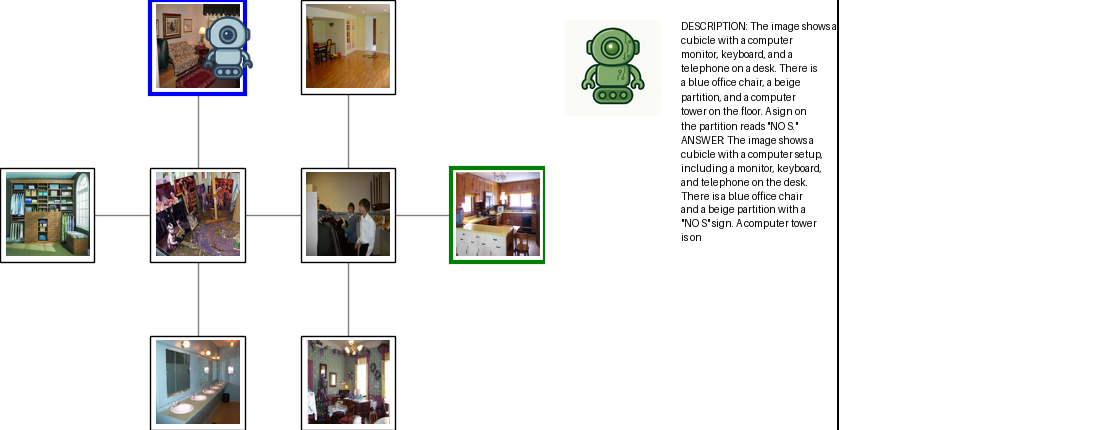 DESCRIPTION: The image shows a
cubicle with a computer
monitor, keyboard, and a
telephone on a desk. There is
a blue office chair, a beige
partition, and a computer
tower on the floor. A sign on
the partition reads "NO S."
ANSWER: The image shows a
cubicle with a computer setup,
including a monitor, keyboard,
and telephone on the desk.
There is a blue office chair
and a beige partition with a
"NO S" sign. A computer tower
is on